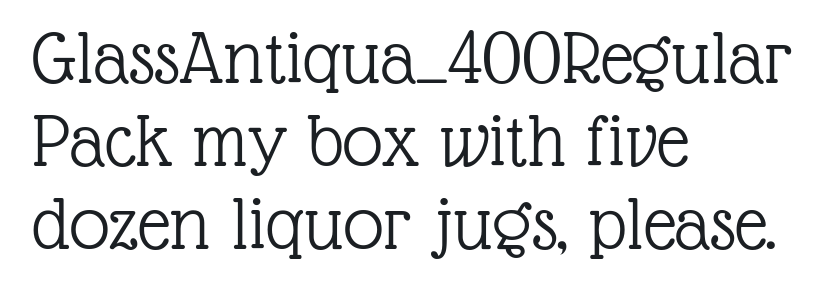 GlassAntiqua_400Regular
Pack my box with five
dozen liquor jugs, please.